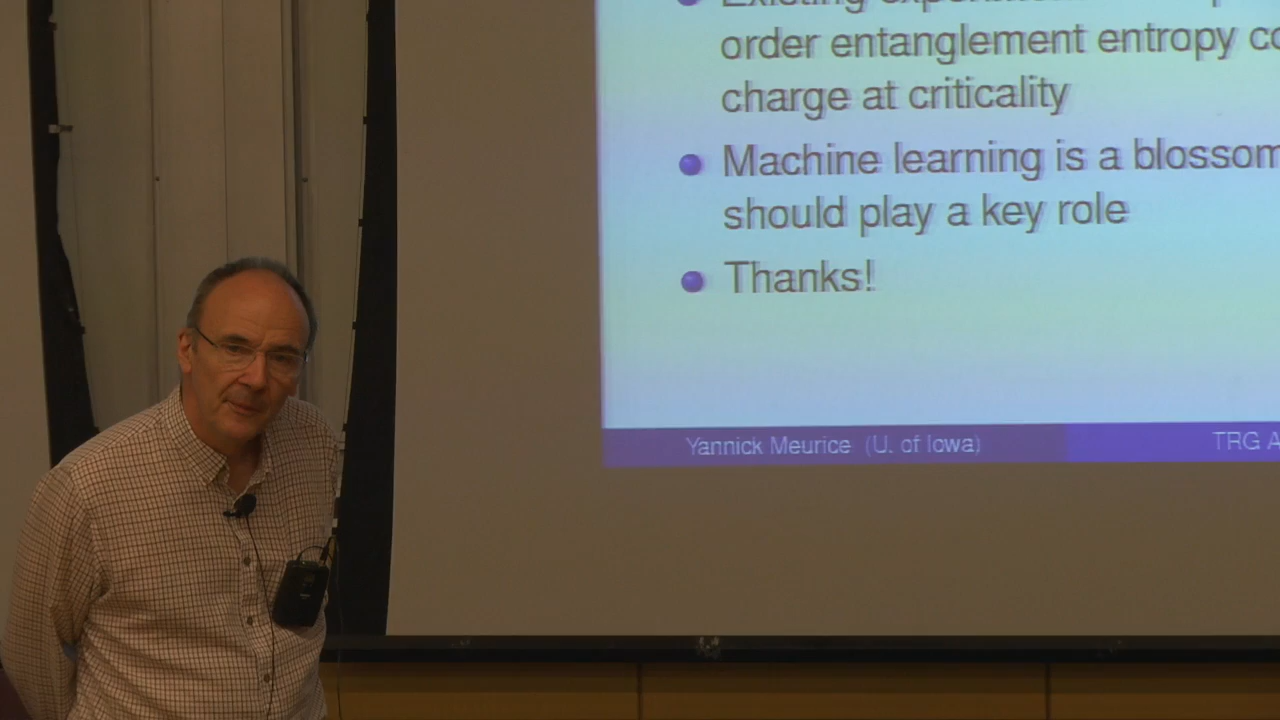 Existing
order entanglement entropy
charge at criticality
Machine learning is a blossom
should play a key role
Thanks!
Yannick Meurice (U. of Iowa)
TRG A